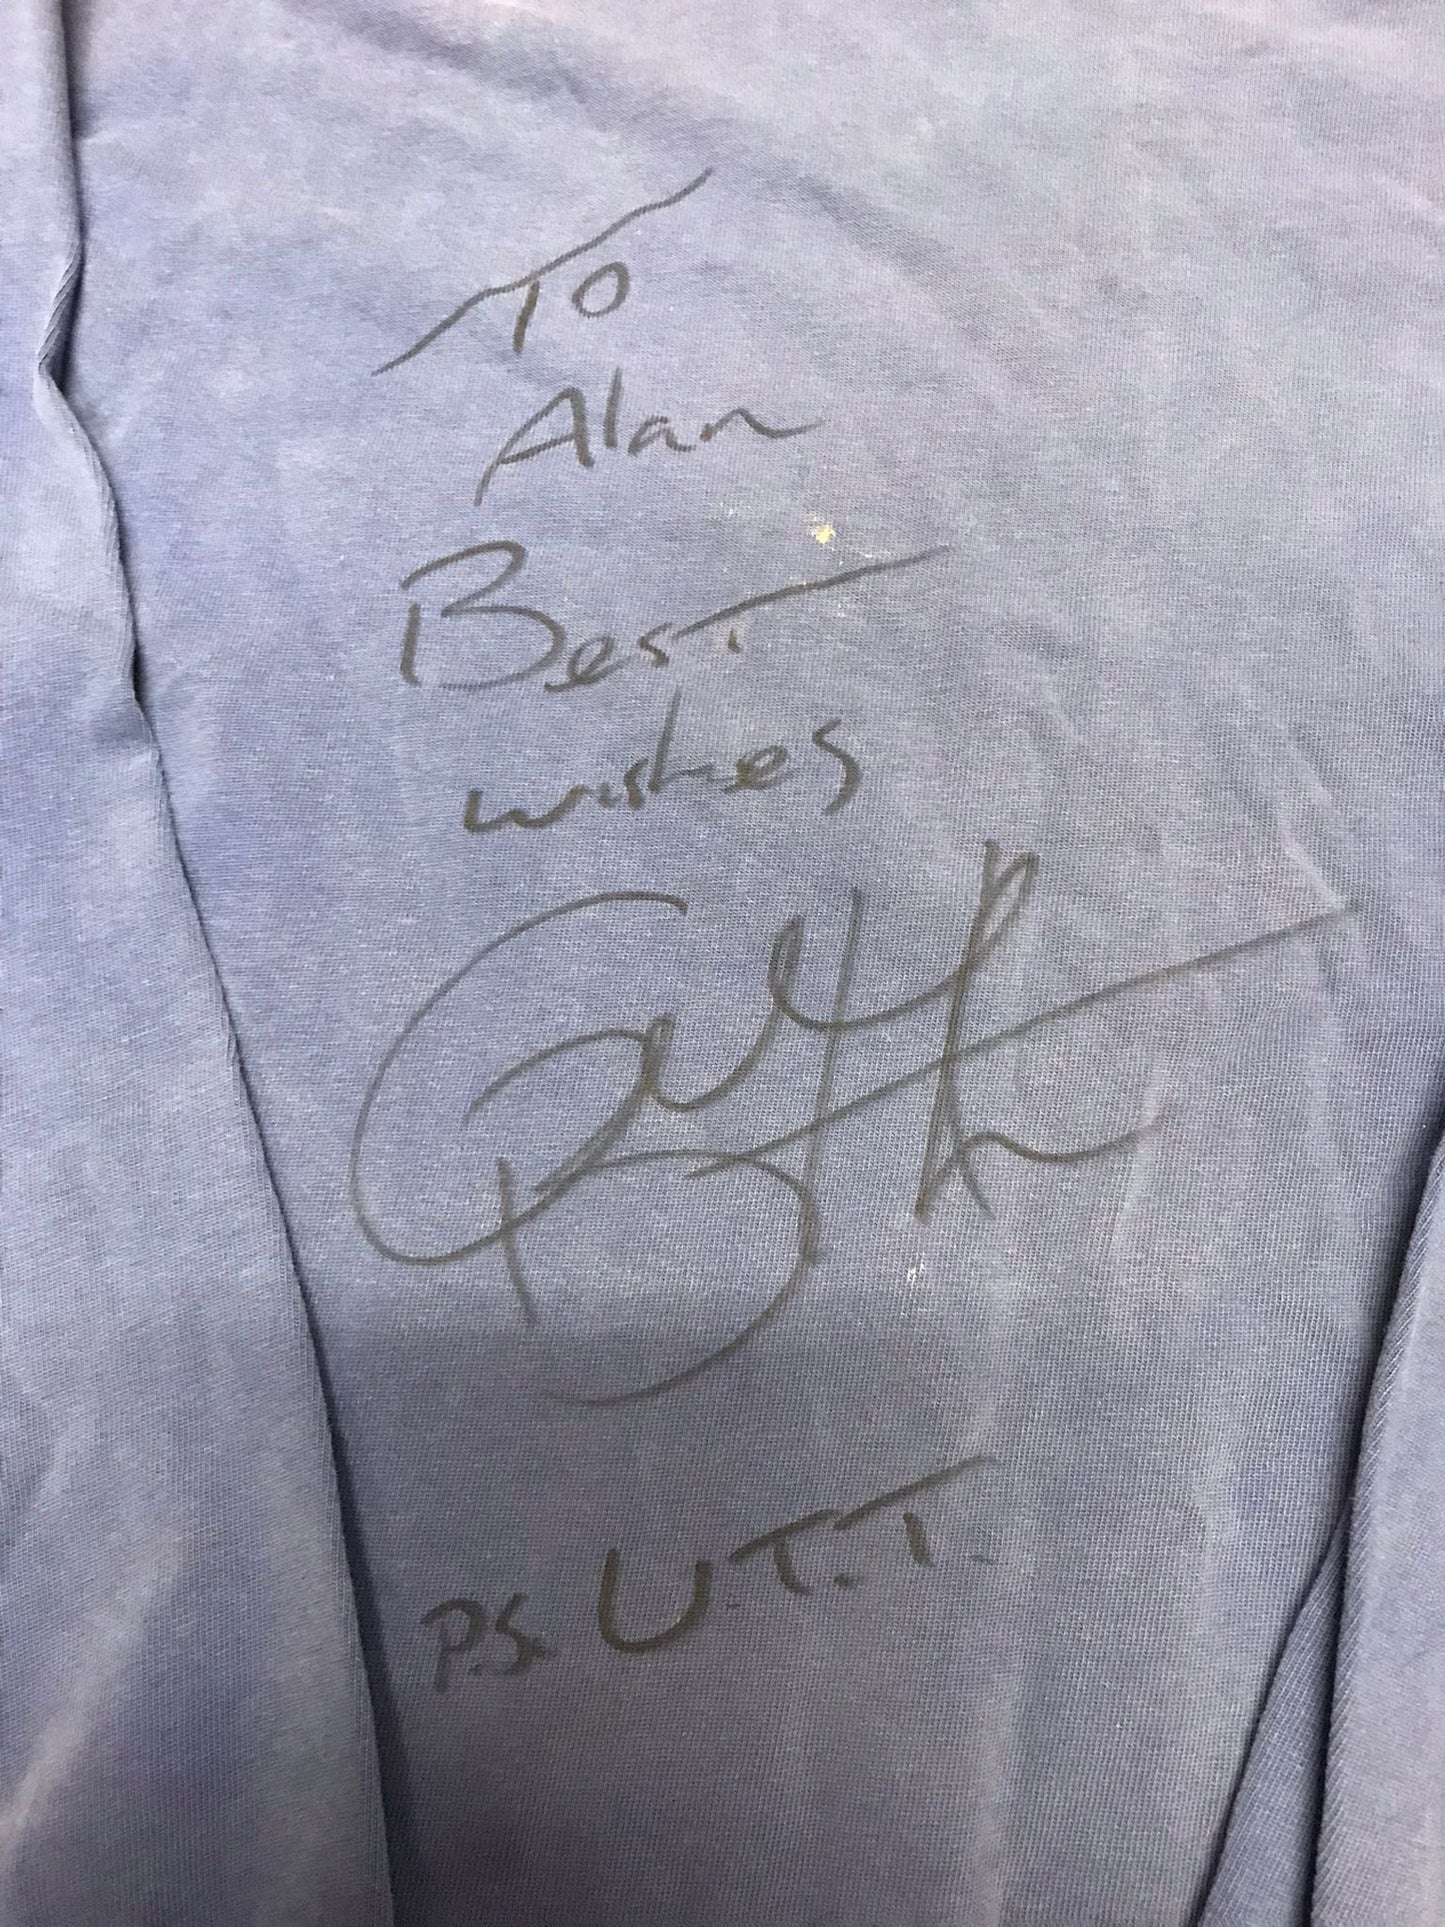 To
Alan
Best
wishes
P.S. U.T.T.